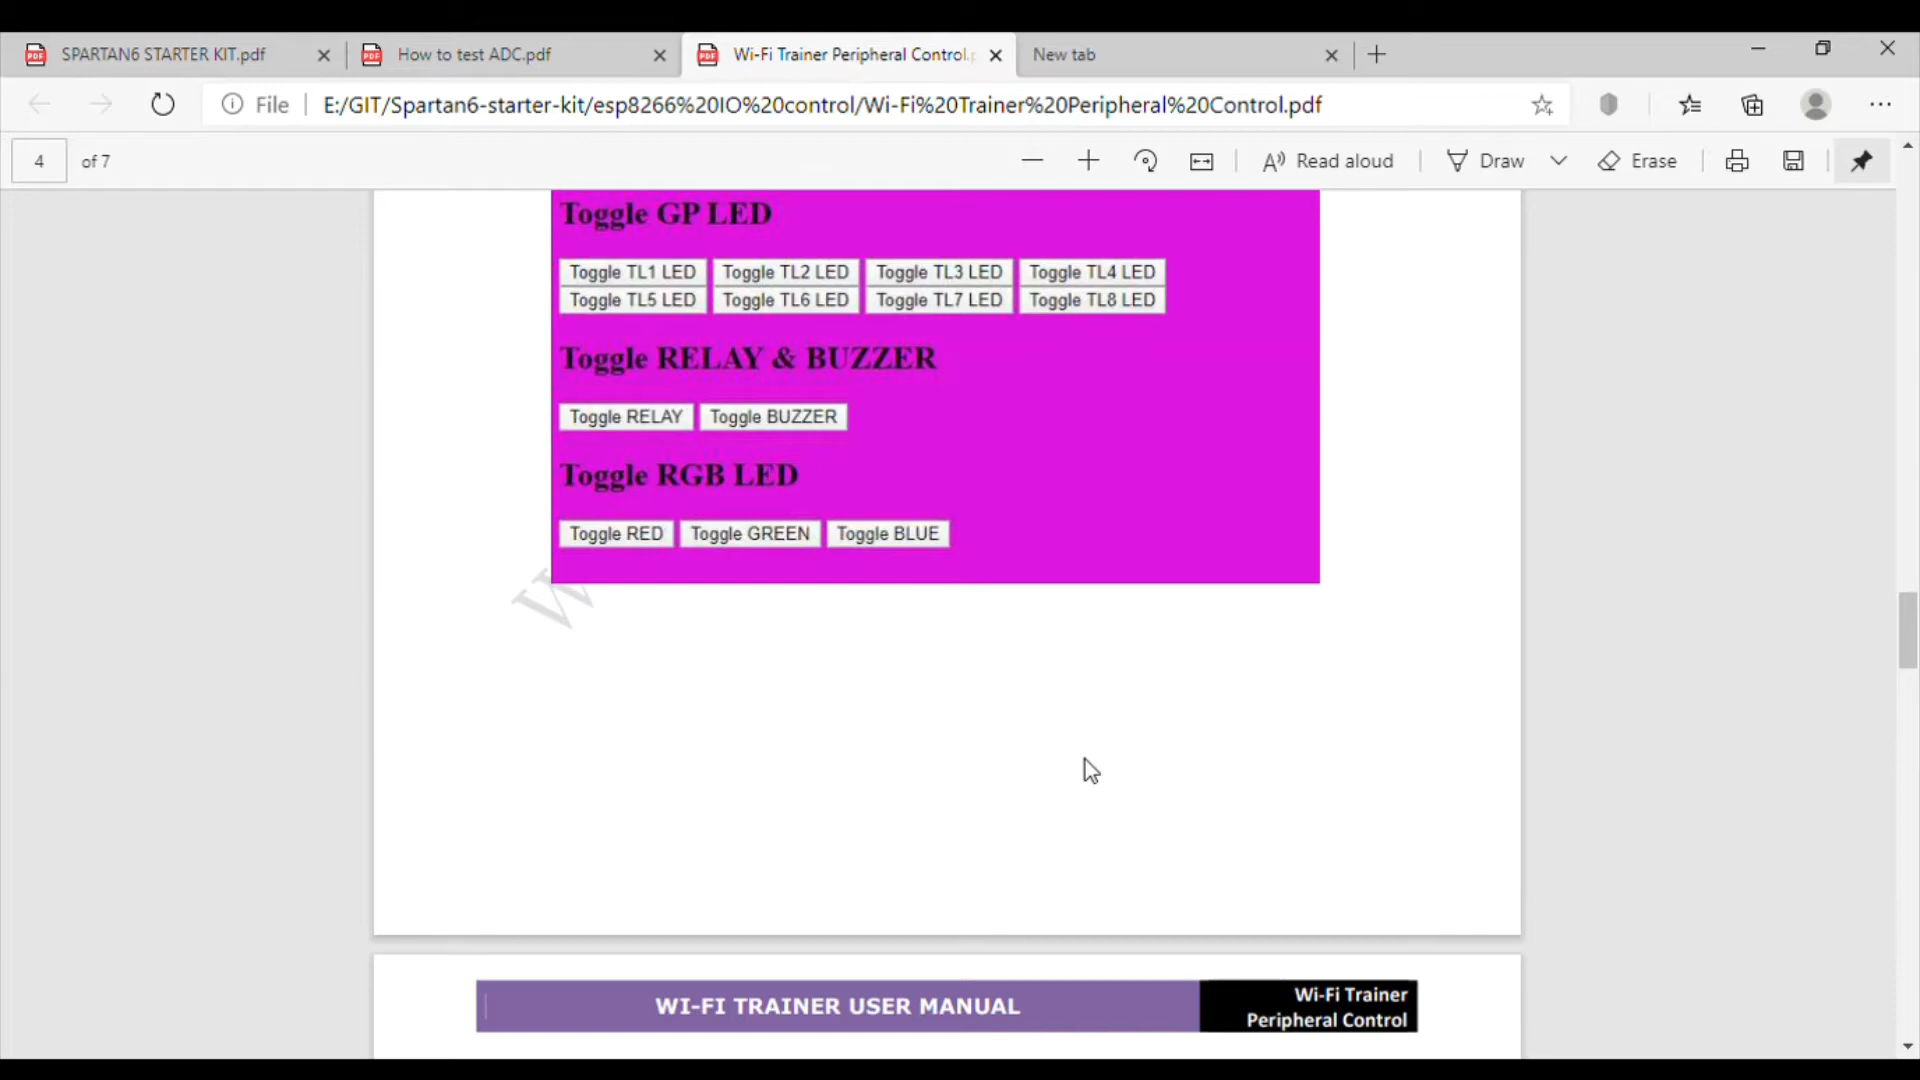 SPARTAN6 STARTER KIT.pdf
How to test ADC.pdf
Wi-Fi Trainer Peripheral Control.
New tab
File
E:/GIT/Spartan6-starter-kit/esp8266%20IO%20control/Wi-Fi%20Trainer%20Peripheral%20Control.pdf
4 of 7
Read aloud
Draw
Erase
Toggle GP LED
Toggle TL1 LED Toggle TL2 LED Toggle TL3 LED Toggle TL4 LED
Toggle TL5 LED Toggle TL6 LED Toggle TL7 LED Toggle TL8 LED
Toggle RELAY & BUZZER
Toggle RELAY Toggle BUZZER
Toggle RGB LED
Toggle RED Toggle GREEN Toggle BLUE
W
WI-FI TRAINER USER MANUAL
Wi-Fi Trainer
Peripheral Control